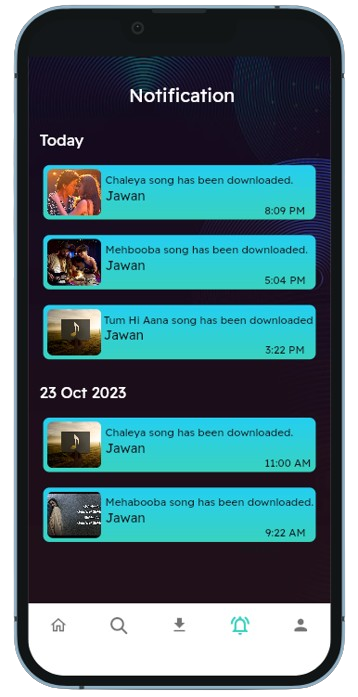 Notification
Today
Chaleya song has been downloaded.
Jawan
8:09 PM
Mehbooba song has been downloaded.
Jawan
5:04 PM
Tum Hi Aana song has been downloaded
Jawan
3:22 PM
23 Oct 2023
Chaleya song has been downloaded.
Jawan
11:00 AM
Mehabooba song has been downloaded.
Jawan
9:22 AM